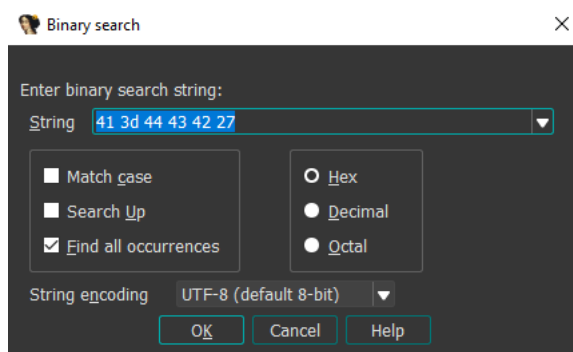 Binary search
Enter binary search string:
String 41 3d 44 43 42 27
Match case
Hex
Search Up
Decimal
Find all occurrences
Octal
String encoding UTF-8 (default 8-bit)
OK Cancel Help